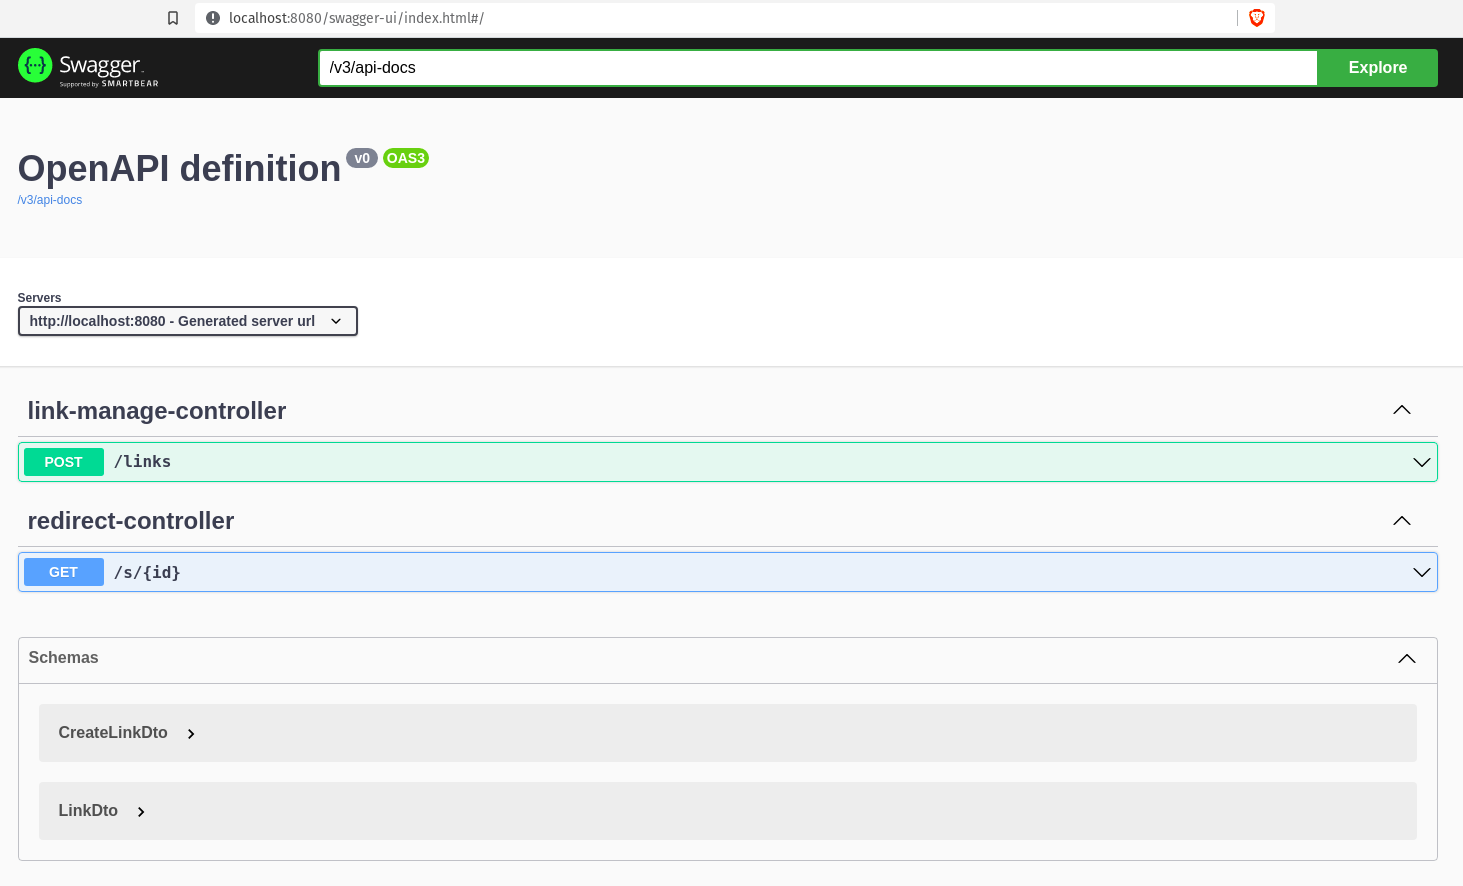 localhost:8080/swagger-ui/index.html#/
Swagger
Supported by SMARTBEAR
/v3/api-docs
Explore
OpenAPI definition v0 OAS3
/v3/api-docs
Servers
http://localhost:8080 - Generated server url
link-manage-controller
POST /links
redirect-controller
GET /s/{id}
Schemas
CreateLinkDto
LinkDto